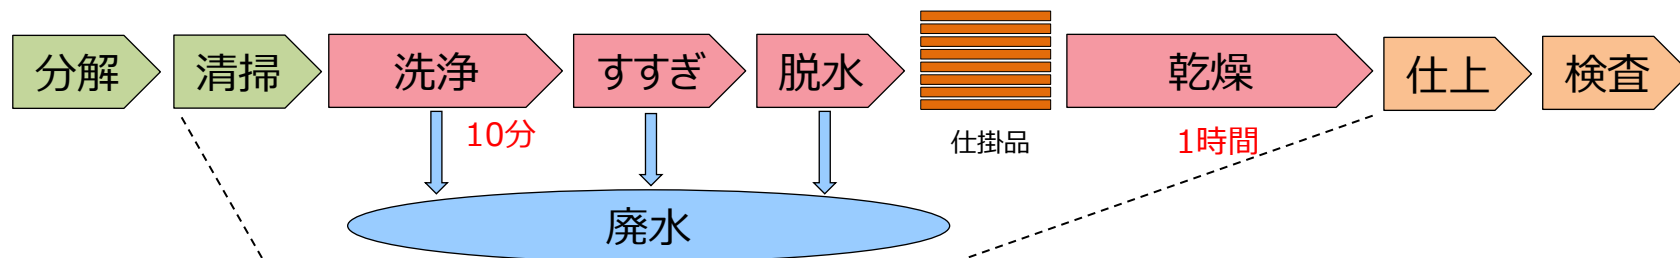 分解
清掃
洗浄
すすぎ
脱水
乾燥
仕上
検査
10分
仕掛品
1時間
廃水